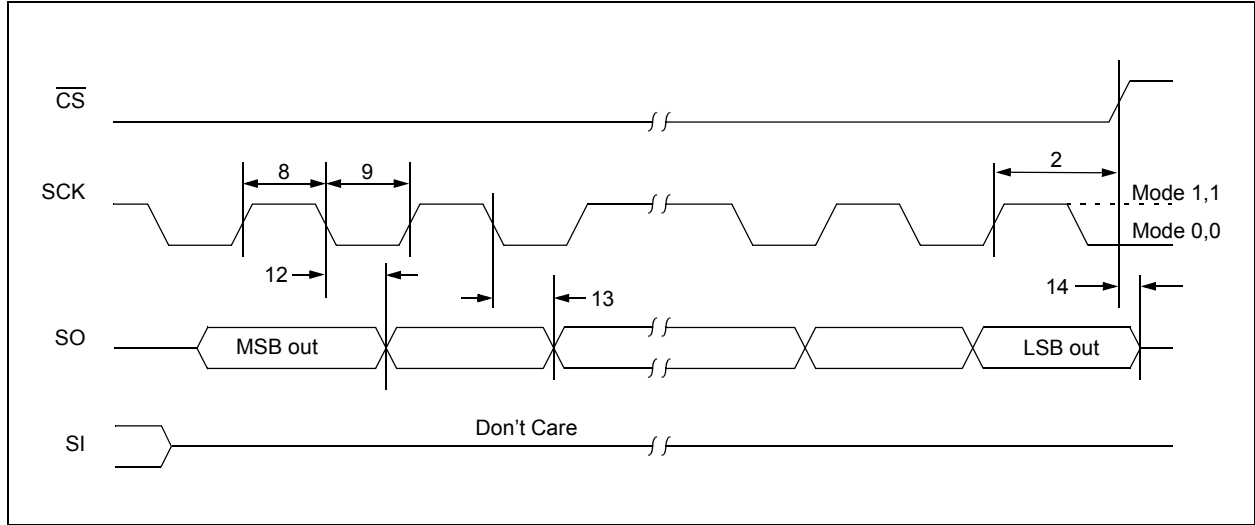 C̅S̅
SCK
8
9
2
Mode 1,1
Mode 0,0
12
13
14
SO
MSB out
LSB out
SI
Don't Care